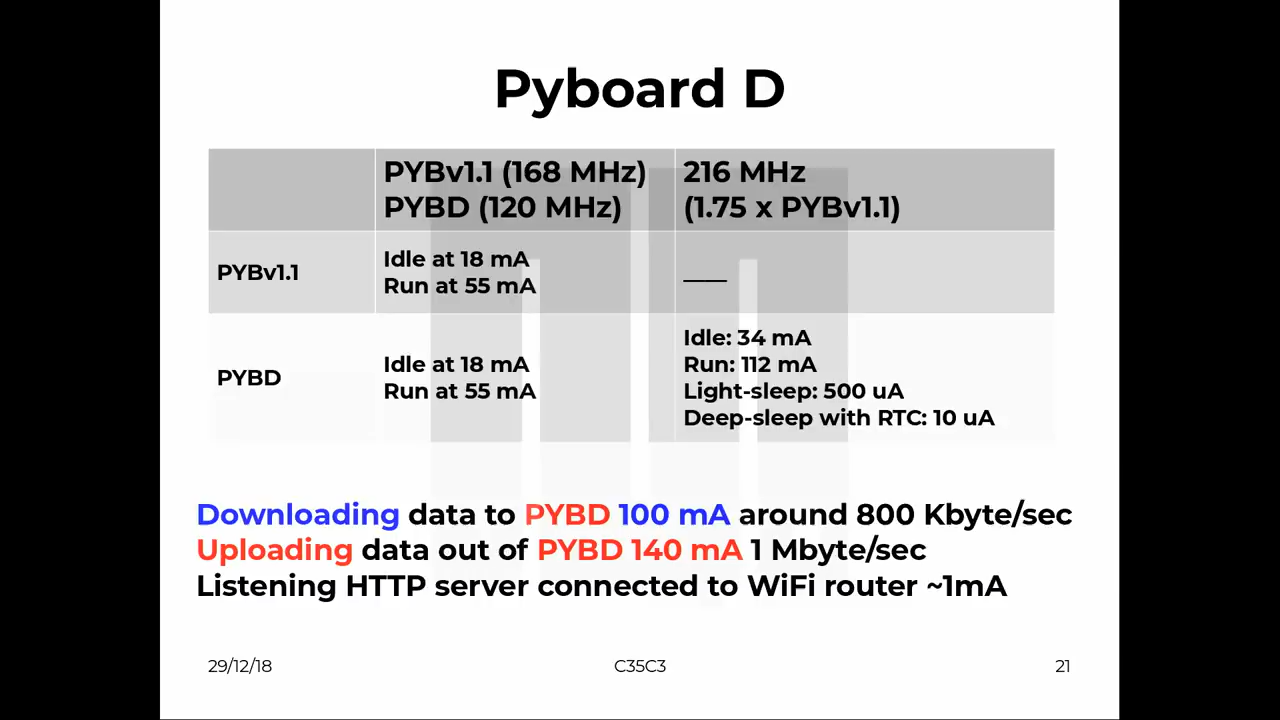 Pyboard D
PYBv1.1 (168 MHz)
PYBD (120 MHz)
216 MHz
(1.75 x PYBv1.1)
PYBv1.1
Idle at 18 mA
Run at 55 mA
——
PYBD
Idle at 18 mA
Run at 55 mA
Idle: 34 mA
Run: 112 mA
Light-sleep: 500 uA
Deep-sleep with RTC: 10 uA
Downloading data to PYBD 100 mA around 800 Kbyte/sec
Uploading data out of PYBD 140 mA 1 Mbyte/sec
Listening HTTP server connected to WiFi router ~1mA
29/12/18
C35C3
21